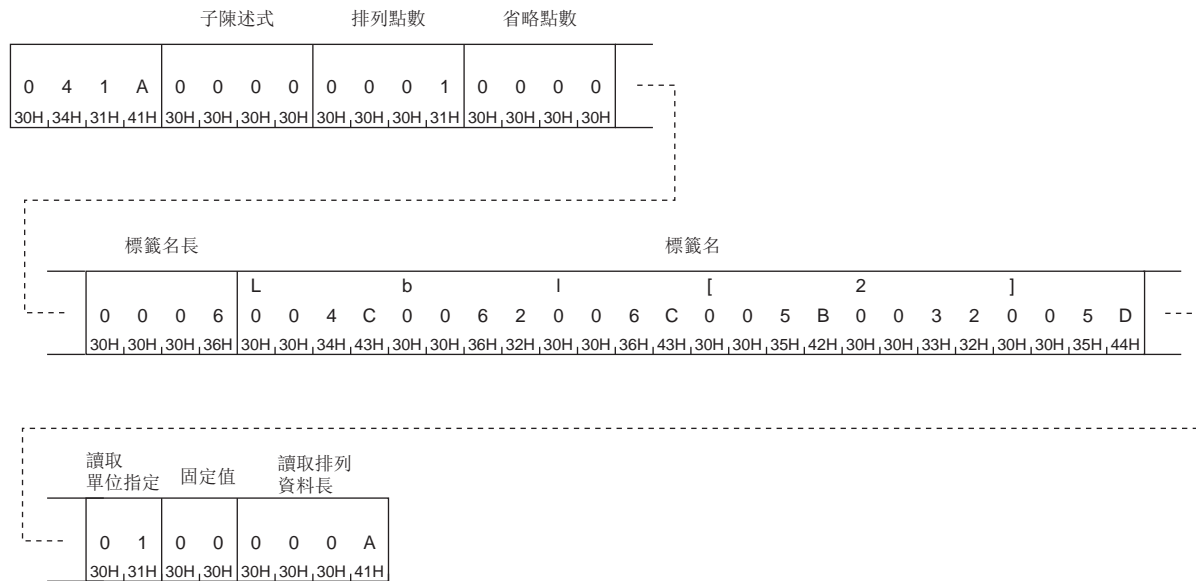 子陳述式 排列點數 省略點數
0 4 1 A 0 0 0 0 0 0 0 1 0 0 0 0
30H 34H 31H 41H 30H 30H 30H 30H 30H 30H 30H 31H 30H 30H 30H 30H
標籤名長 標籤名
L b l [ 2 ]
0 0 0 6 0 0 4 C 0 0 6 2 0 0 6 C 0 0 5 B 0 0 3 2 0 0 5 D
30H 30H 30H 36H 30H 30H 34H 43H 30H 30H 36H 32H 30H 30H 36H 43H 30H 30H 35H 42H 30H 30H 33H 32H 30H 30H 35H 44H
讀取
單位指定
固定值
讀取排列
資料長
0 1 0 0 0 0 0 A
30H 31H 30H 30H 30H 30H 30H 41H